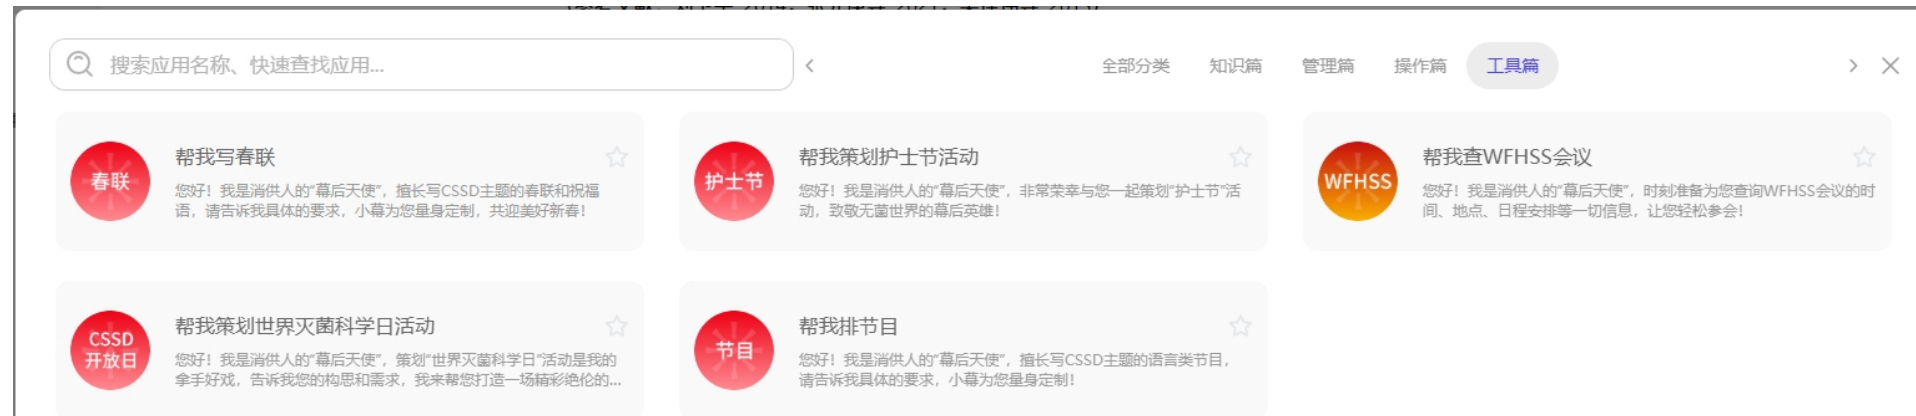 搜索应用名称、快速查找应用...
全部分类 知识篇 管理篇 操作篇 工具篇
春联
帮我写春联
您好！我是消供人的“幕后天使”，擅长写CSSD主题的春联和祝福
语，请告诉我具体的要求，小幕为您量身定制，共迎美好新春！
护士节
帮我策划护士节活动
您好！我是消供人的“幕后天使”，非常荣幸与您一起策划“护士节”活
动，致敬无菌世界的幕后英雄！
WFHSS
帮我查WFHSS会议
您好！我是消供人的“幕后天使”，时刻准备为您查询WFHSS会议的时
间、地点、日程安排等一切信息，让您轻松参会！
CSSD
开放日
帮我策划世界灭菌科学日活动
您好！我是消供人的“幕后天使”，策划“世界灭菌科学日”活动是我的
拿手好戏，告诉我您的构思和需求，我来帮您打造一场精彩绝伦的...
节目
帮我排节目
您好！我是消供人的“幕后天使”，擅长写CSSD主题的语言类节目，
请告诉我具体的要求，小幕为您量身定制！